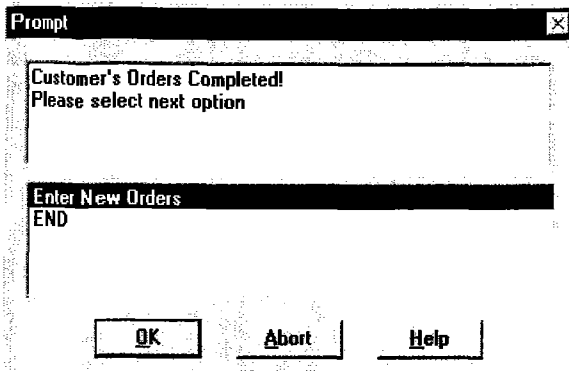 Prompt
Customer's Orders Completed!
Please select next option
Enter New Orders
END
OK
Abort
Help